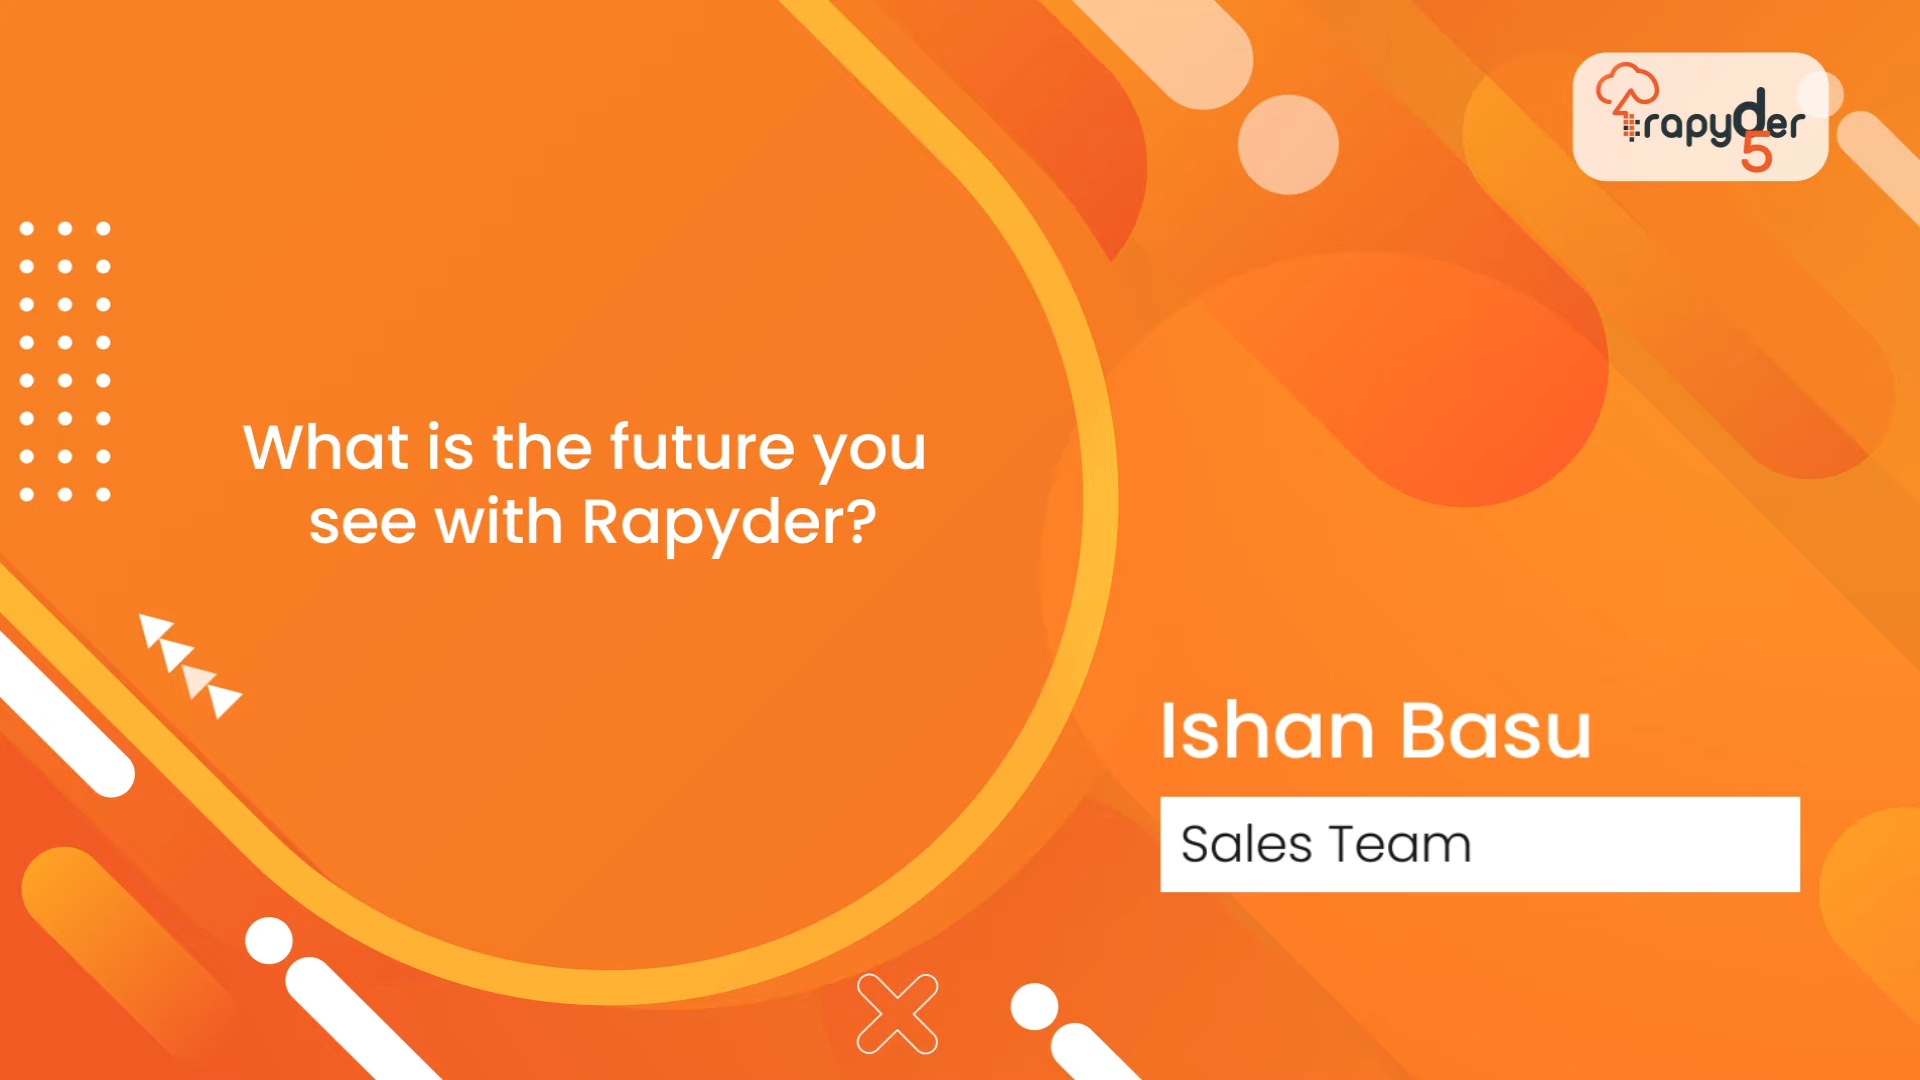 rapyder
5
What is the future you
see with Rapyder?
Ishan Basu
Sales Team